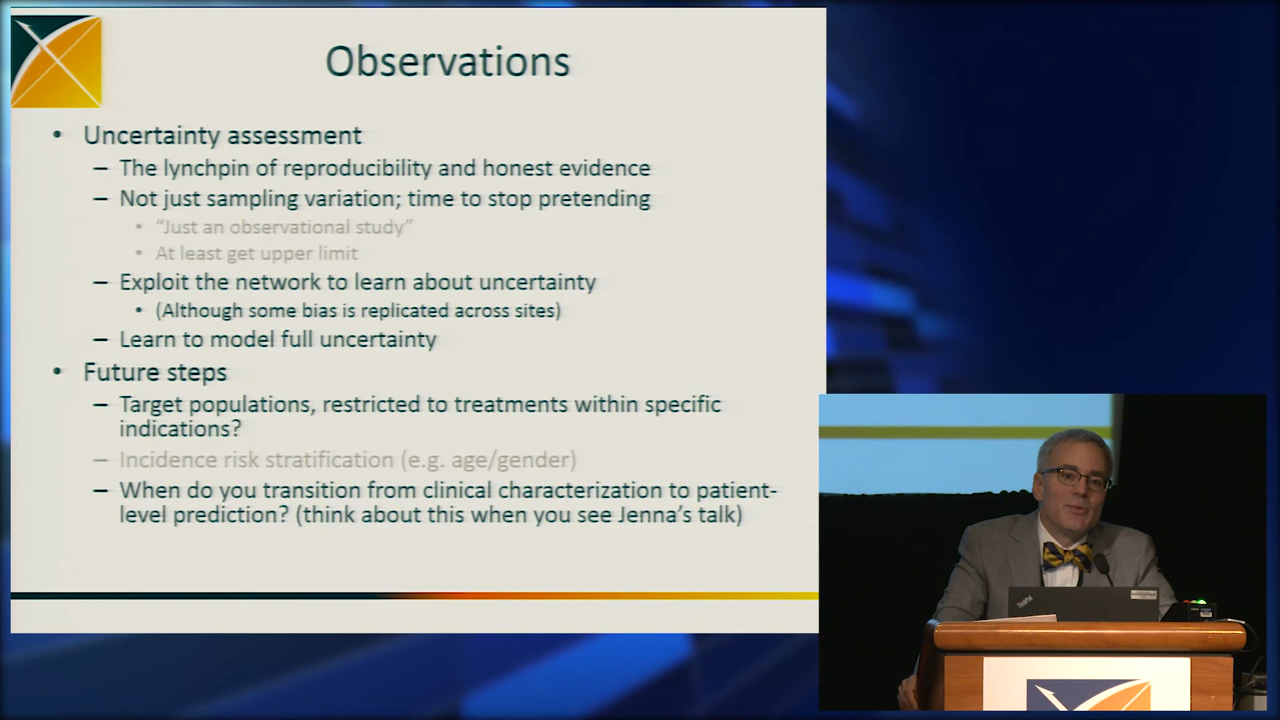 Observations
• Uncertainty assessment
– The lynchpin of reproducibility and honest evidence
– Not just sampling variation; time to stop pretending
• “Just an observational study”
• At least get upper limit
– Exploit the network to learn about uncertainty
• (Although some bias is replicated across sites)
– Learn to model full uncertainty
• Future steps
– Target populations, restricted to treatments within specific
indications?
– Incidence risk stratification (e.g. age/gender)
– When do you transition from clinical characterization to patient-
level prediction? (think about this when you see Jenna’s talk)
ThinkPad